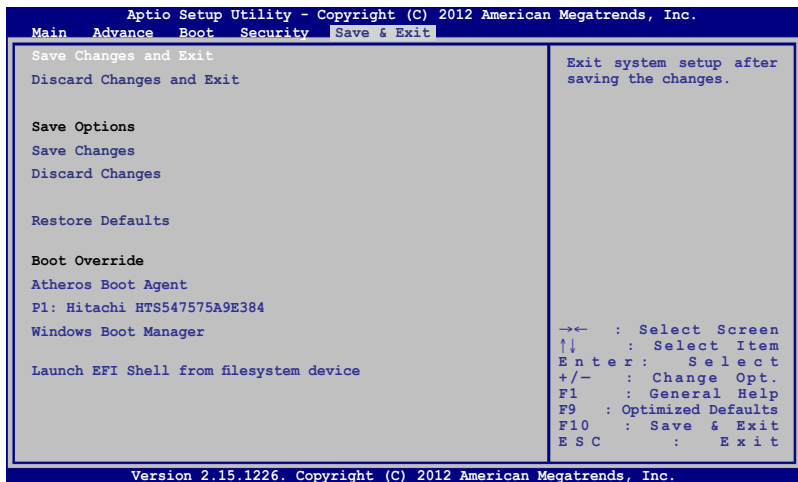 Aptio Setup Utility - Copyright (C) 2012 American Megatrends, Inc.
Main Advance Boot Security Save & Exit
Save Changes and Exit
Discard Changes and Exit
Save Options
Save Changes
Discard Changes
Restore Defaults
Boot Override
Atheros Boot Agent
P1: Hitachi HTS547575A9E384
Windows Boot Manager
Launch EFI Shell from filesystem device
Exit system setup after
saving the changes.
→← : Select Screen
↑↓ : Select Item
Enter: Select
+/— : Change Opt.
F1 : General Help
F9 : Optimized Defaults
F10 : Save & Exit
ESC : Exit
Version 2.15.1226. Copyright (C) 2012 American Megatrends, Inc.